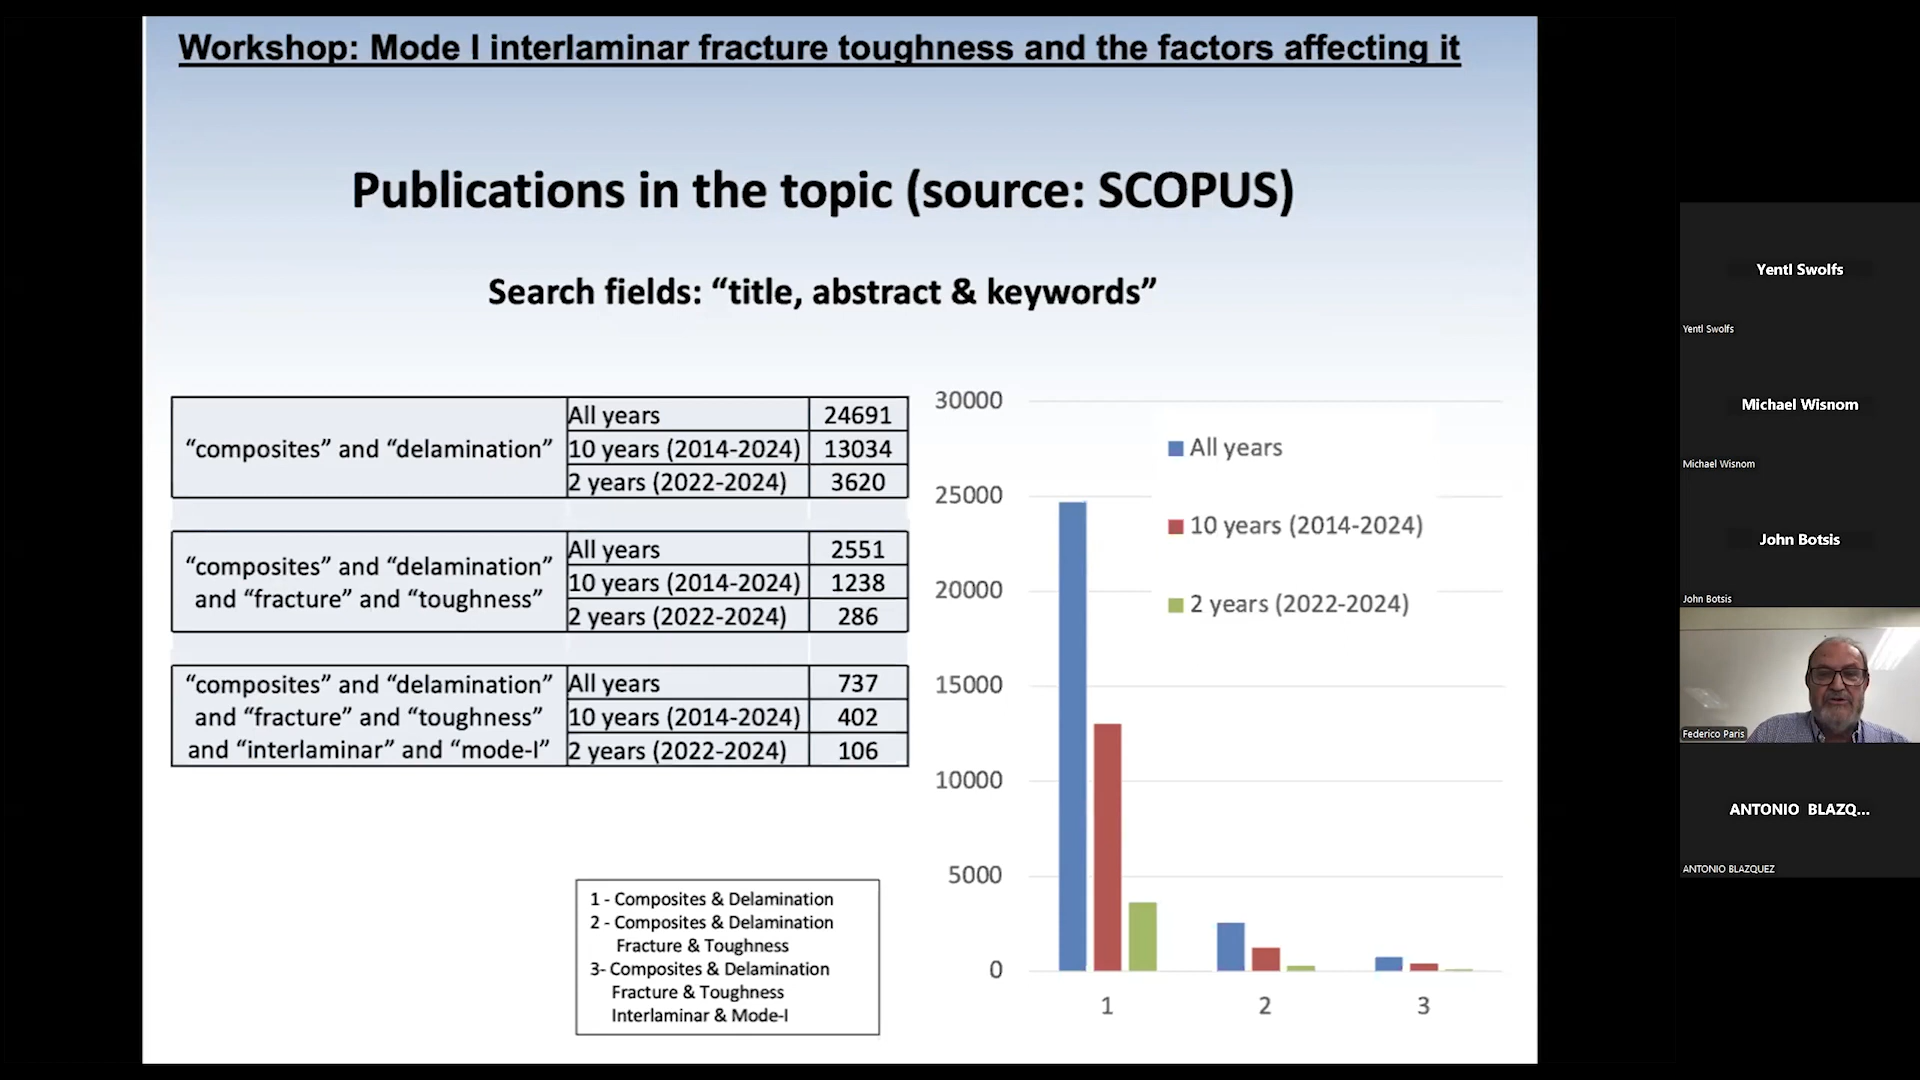 Workshop: Mode I interlaminar fracture toughness and the factors affecting it
Publications in the topic (source: SCOPUS)
Search fields: “title, abstract & keywords”
“composites” and “delamination”
All years 24691
10 years (2014-2024) 13034
2 years (2022-2024) 3620
“composites” and “delamination”
and “fracture” and “toughness”
All years 2551
10 years (2014-2024) 1238
2 years (2022-2024) 286
“composites” and “delamination”
and “fracture” and “toughness”
and “interlaminar” and “mode-I”
All years 737
10 years (2014-2024) 402
2 years (2022-2024) 106
1 - Composites & Delamination
2 - Composites & Delamination
Fracture & Toughness
3- Composites & Delamination
Fracture & Toughness
Interlaminar & Mode-I
30000
25000
20000
15000
10000
5000
0
All years
10 years (2014-2024)
2 years (2022-2024)
1 2 3
Yentl Swolfs
Yentl Swolfs
Michael Wisnom
Michael Wisnom
John Botsis
John Botsis
Federico Paris
ANTONIO BLAZQ...
ANTONIO BLAZQUEZ